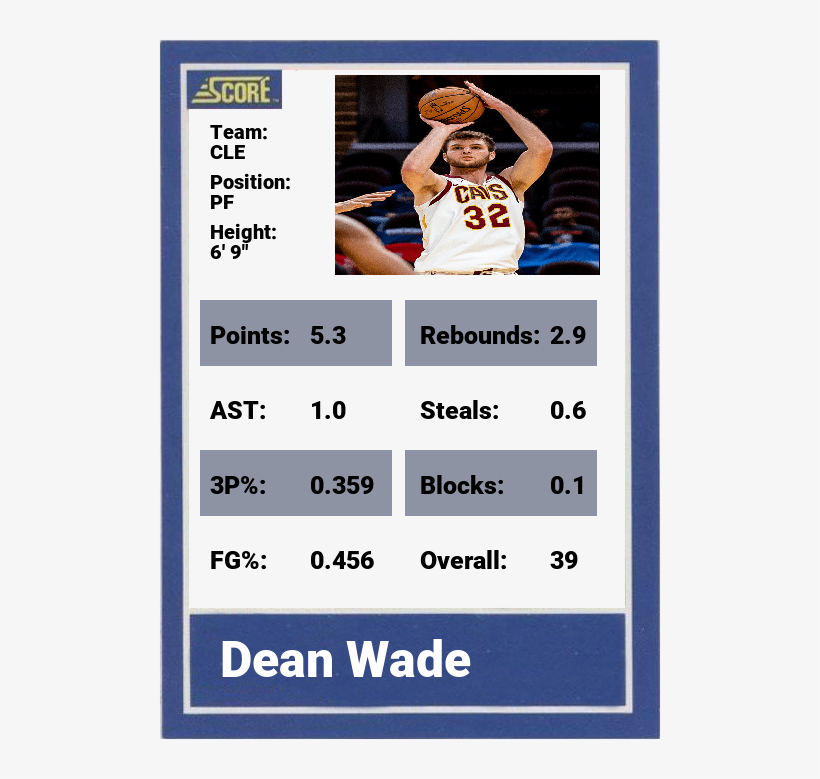 SCORE
Team:
CLE
Position:
PF
Height:
6' 9"
CAVS
32
Points: 5.3 Rebounds: 2.9
AST: 1.0 Steals: 0.6
3P%: 0.359 Blocks: 0.1
FG%: 0.456 Overall: 39
Dean Wade